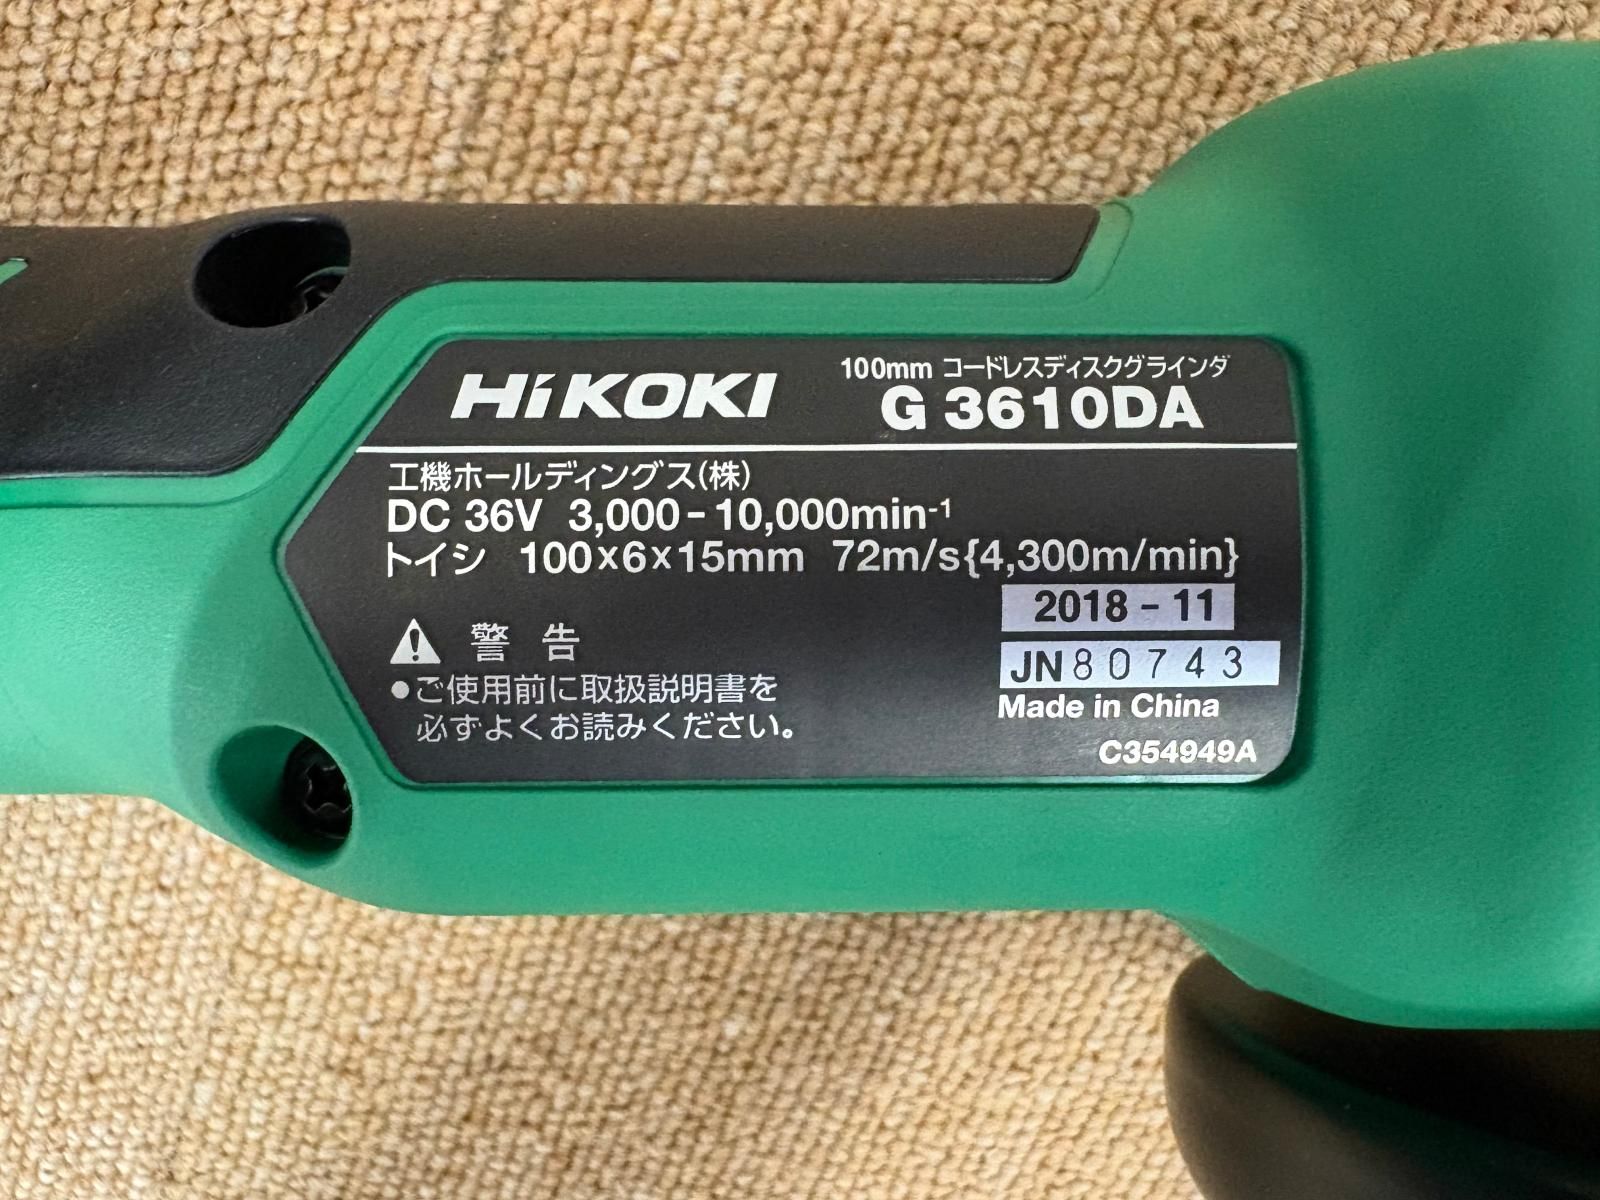 HiKOKI
100mm コードレスディスクグラインダ
G 3610DA
工機ホールディングス(株)
DC 36V 3,000-10,000min-1
トイシ 100×6×15mm 72m/s{4,300m/min}
2018-11
JN80743
Made in China
C354949A
警告
●ご使用前に取扱説明書を
必ずよくお読みください。